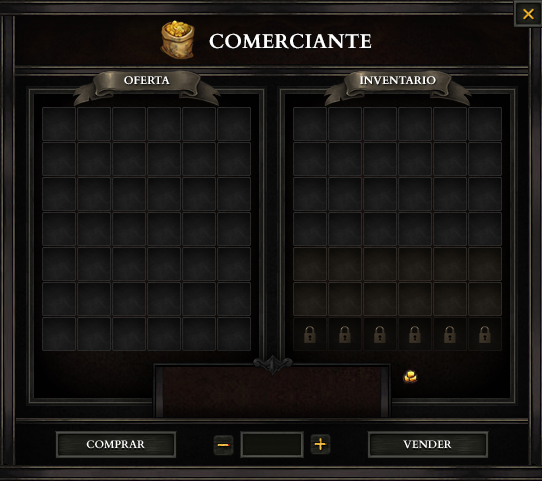 COMERCIANTE
OFERTA
INVENTARIO
COMPRAR
VENDER